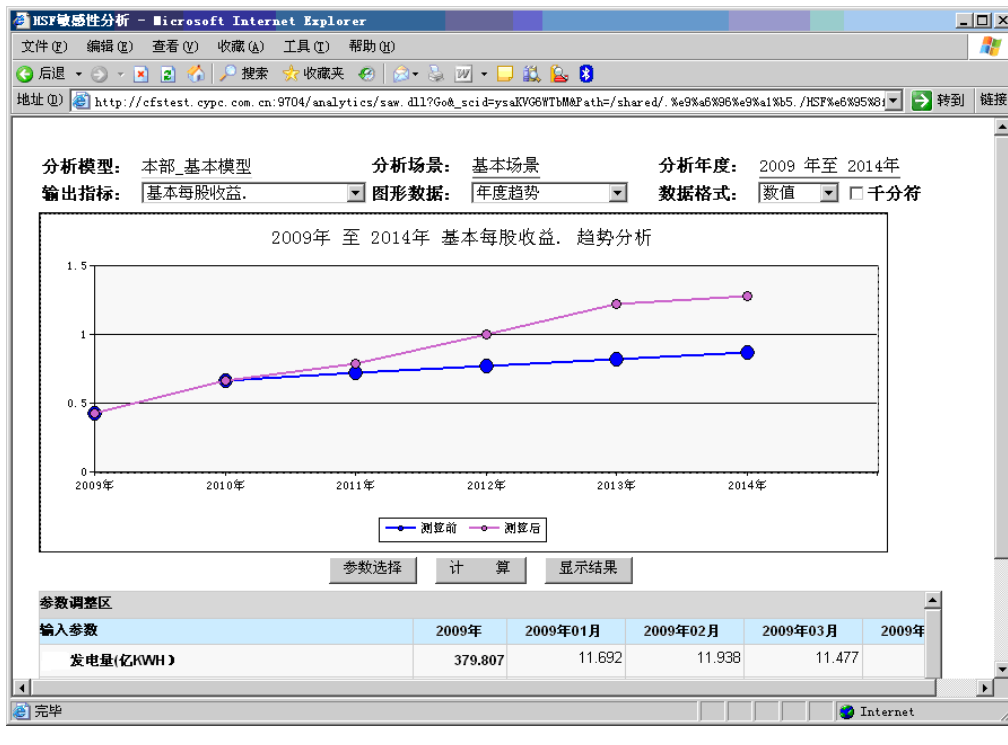 HSF敏感性分析 - Microsoft Internet Explorer
文件(F) 编辑(E) 查看(V) 收藏(A) 工具(T) 帮助(H)
后退 搜索 收藏夹
地址(D) http://cfstest.cypc.com.cn:9704/analytics/saw.dll?Go&_scid=ysaKVG6WTbM&Path=/shared/.%e9%a6%96%e9%a1%b5./HSF%e6%95%8 转到 链接
分析模型: 本部_基本模型 分析场景: 基本场景 分析年度: 2009 年至 2014年
输出指标: 基本每股收益. 图形数据: 年度趋势 数据格式: 数值 千分符
2009年 至 2014年 基本每股收益. 趋势分析
1.5
1
0.5
0
2009年 2010年 2011年 2012年 2013年 2014年
测算前 测算后
参数选择 计 算 显示结果
参数调整区
输入参数 2009年 2009年01月 2009年02月 2009年03月 2009年
发电量(亿KWH) 379.807 11.692 11.938 11.477
完毕 Internet